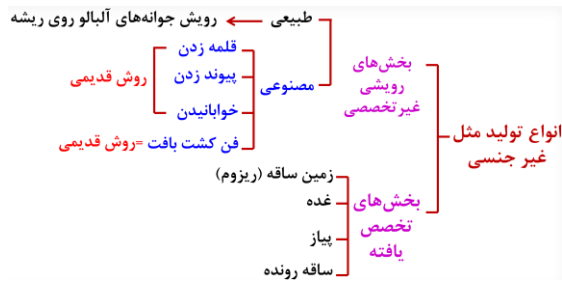 انواع تولید مثل
غیر جنسی
بخش‌های
رویشی
غیرتخصصی
طبیعی
رویش جوانه‌های آلبالو روی ریشه
مصنوعی
قلمه زدن
پیوند زدن
خوابانیدن
روش قدیمی
فن کشت بافت =روش قدیمی
بخش‌های
تخصص
یافته
زمین ساقه (ریزوم)
غده
پیاز
ساقه رونده